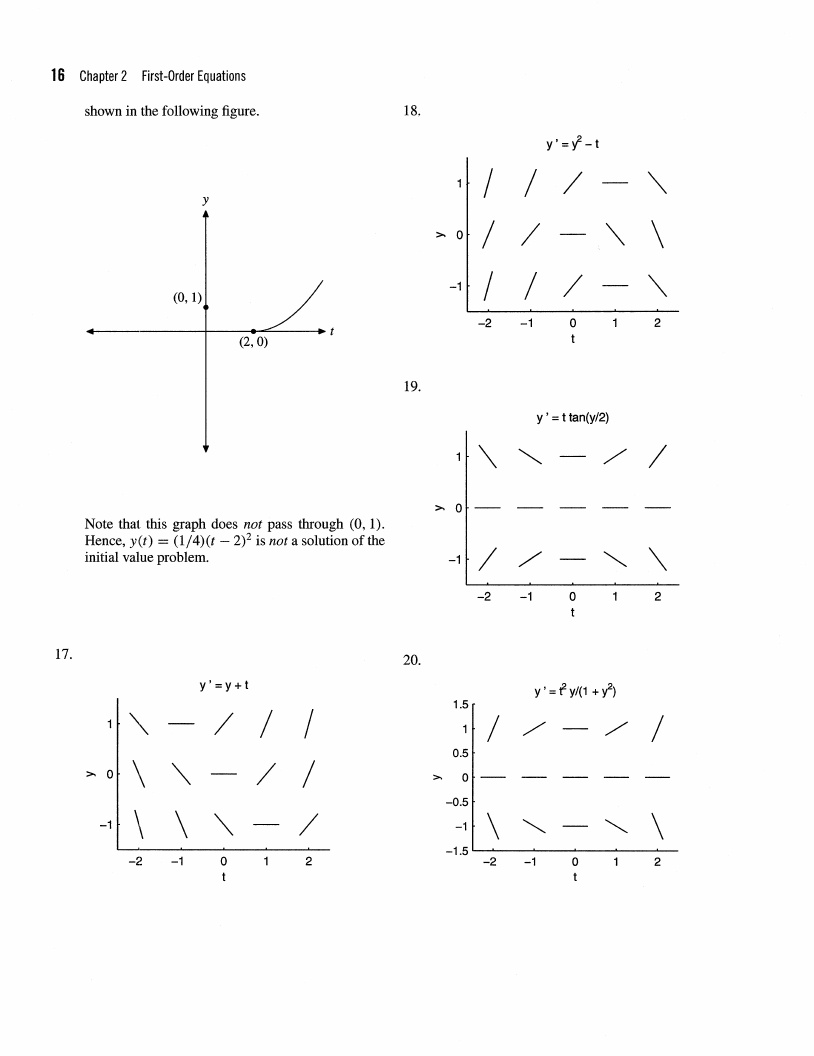 16 Chapter 2 First-Order Equations
shown in the following figure.
y
(0, 1)
t
(2, 0)
Note that this graph does not pass through (0, 1).
Hence, y(t) = (1/4)(t − 2)² is not a solution of the
initial value problem.
17.
y ' = y + t
1
y 0
−1
−2 −1 0 1 2
t
18.
y ' = y² − t
1
y 0
−1
−2 −1 0 1 2
t
19.
y ' = t tan(y/2)
1
y 0
−1
−2 −1 0 1 2
t
20.
y ' = t² y/(1 + y²)
1.5
1
0.5
y 0
−0.5
−1
−1.5
−2 −1 0 1 2
t